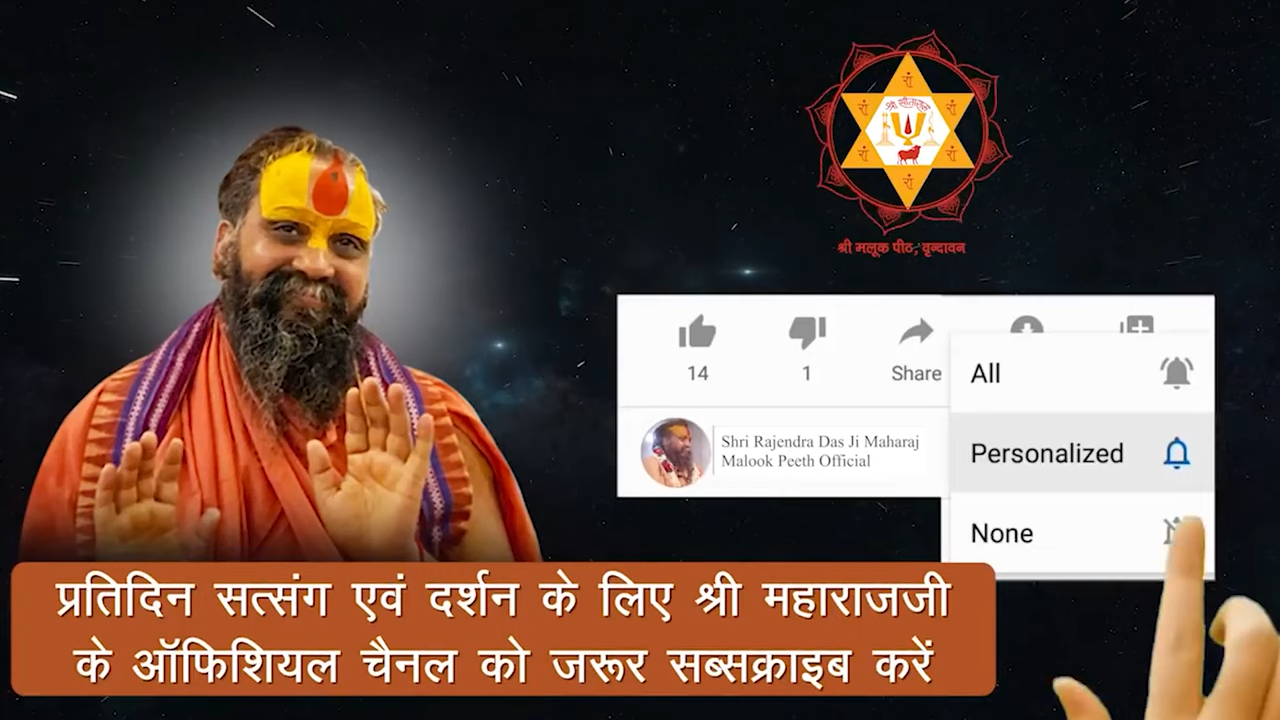 रां
रां
रां
श्री सीताराम
रां
रां
रां
श्री मलूक पीठ, वृन्दावन
14
1
Share
All
Personalized
None
Shri Rajendra Das Ji Maharaj
Malook Peeth Official
प्रतिदिन सत्संग एवं दर्शन के लिए श्री महाराजजी
के ऑफिशियल चैनल को जरूर सब्सक्राइब करें